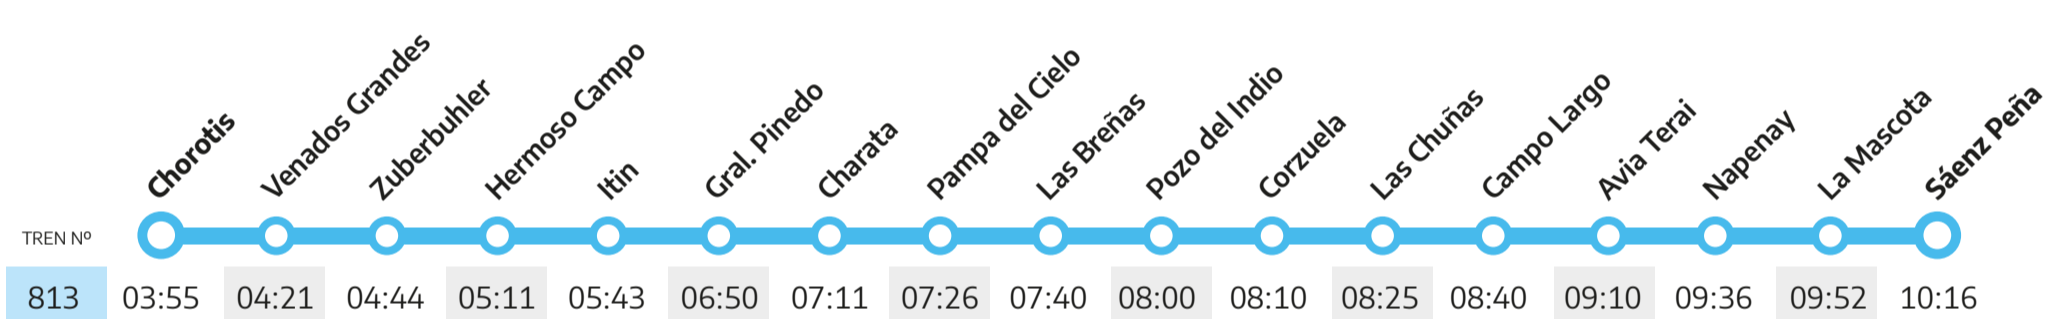 Chorotis
Venados Grandes
Zuberbuhler
Hermoso Campo
Itin
Gral. Pinedo
Charata
Pampa del Cielo
Las Breñas
Pozo del Indio
Corzuela
Las Chuñas
Campo Largo
Avia Terai
Napenay
La Mascota
Sáenz Peña
TREN Nº
813 03:55 04:21 04:44 05:11 05:43 06:50 07:11 07:26 07:40 08:00 08:10 08:25 08:40 09:10 09:36 09:52 10:16